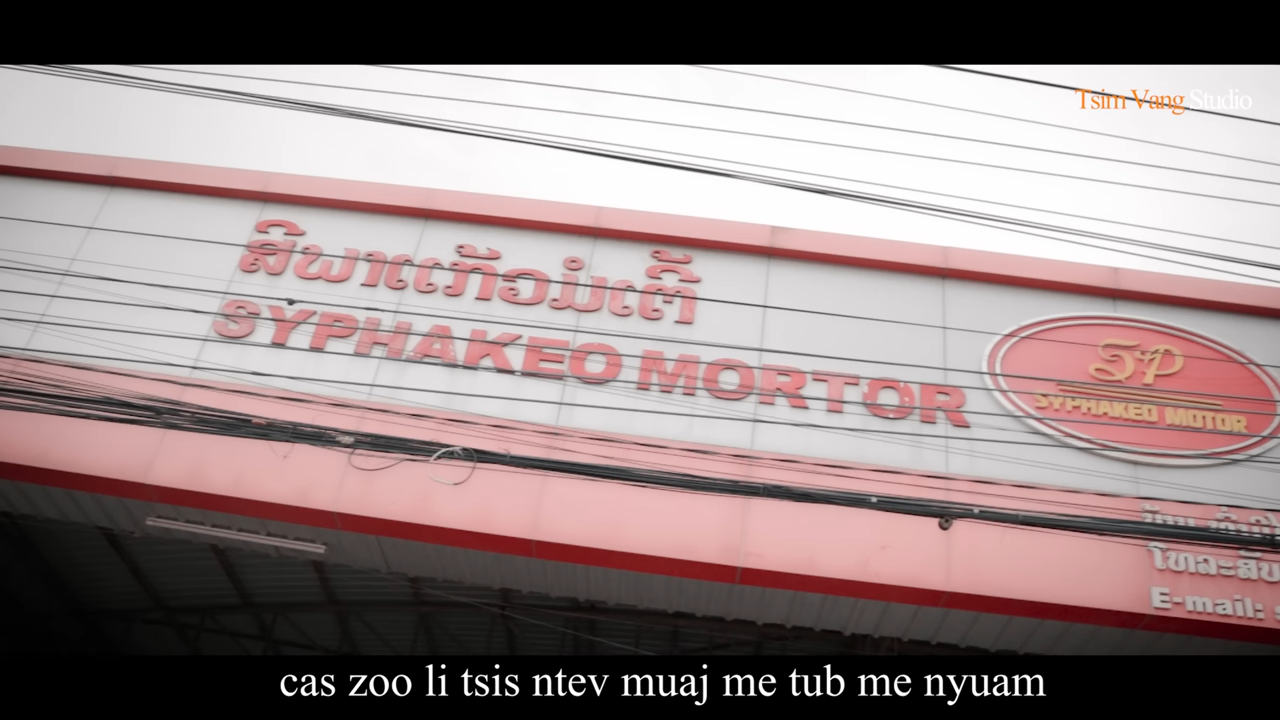 Tsim Vang Studio
ສີພາແກ້ວມໍເຕີ້
SYPHAKEO MORTOR
SP
SYPHAKEO MOTOR
ໂທລະສັບ
E-mail:
cas zoo li tsis ntev muaj me tub me nyuam